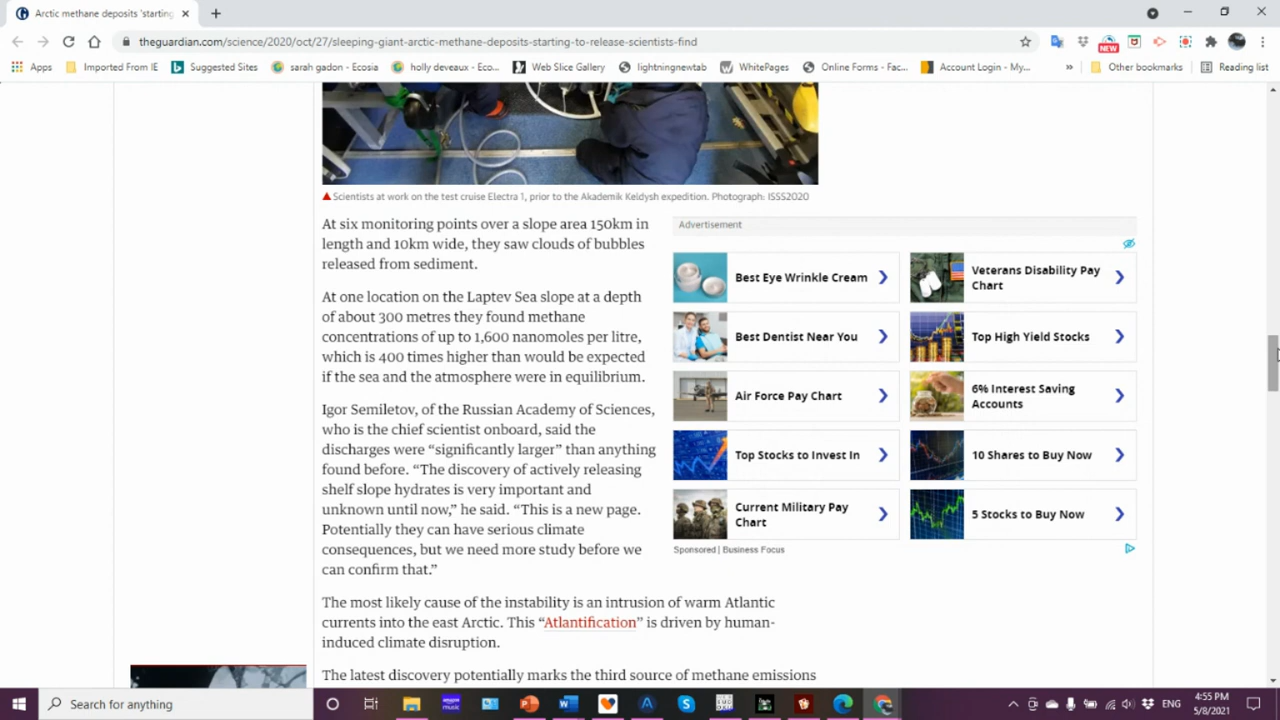 Arctic methane deposits 'starting
theguardian.com/science/2020/oct/27/sleeping-giant-arctic-methane-deposits-starting-to-release-scientists-find
NEW
Apps
Imported From IE
Suggested Sites
sarah gadon - Ecosia
holly deveaux - Eco...
Web Slice Gallery
lightningnewtab
WhitePages
Online Forms - Fac...
Account Login - My...
»
Other bookmarks
Reading list
Scientists at work on the test cruise Electra 1, prior to the Akademik Keldysh expedition. Photograph: ISSS2020
At six monitoring points over a slope area 150km in
length and 10km wide, they saw clouds of bubbles
released from sediment.
At one location on the Laptev Sea slope at a depth
of about 300 metres they found methane
concentrations of up to 1,600 nanomoles per litre,
which is 400 times higher than would be expected
if the sea and the atmosphere were in equilibrium.
Igor Semiletov, of the Russian Academy of Sciences,
who is the chief scientist onboard, said the
discharges were “significantly larger” than anything
found before. “The discovery of actively releasing
shelf slope hydrates is very important and
unknown until now,” he said. “This is a new page.
Potentially they can have serious climate
consequences, but we need more study before we
can confirm that.”
The most likely cause of the instability is an intrusion of warm Atlantic
currents into the east Arctic. This “Atlantification” is driven by human-
induced climate disruption.
The latest discovery potentially marks the third source of methane emissions
Advertisement
Best Eye Wrinkle Cream
Veterans Disability Pay
Chart
Best Dentist Near You
Top High Yield Stocks
Air Force Pay Chart
6% Interest Saving
Accounts
Top Stocks to Invest In
10 Shares to Buy Now
Current Military Pay
Chart
5 Stocks to Buy Now
Sponsored | Business Focus
Search for anything
ENG
4:55 PM
5/8/2021